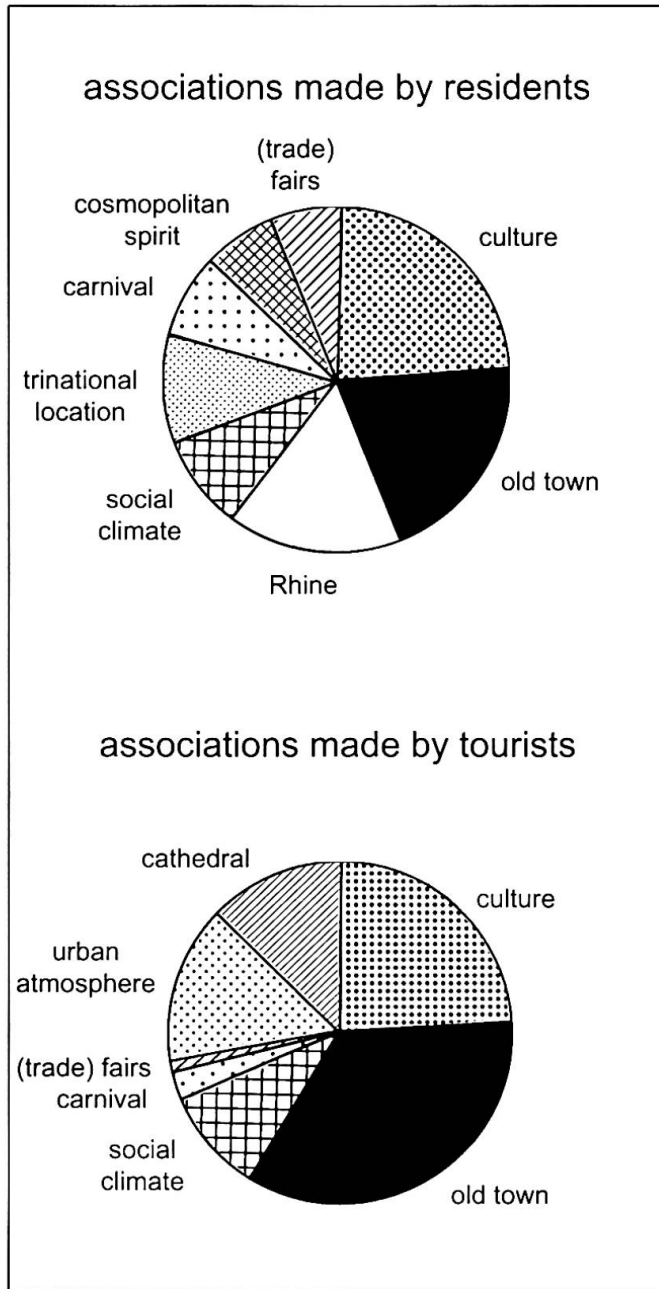 associations made by residents
(trade)
fairs
cosmopolitan
spirit
culture
carnival
trinational
location
old town
social
climate
Rhine
associations made by tourists
cathedral
culture
urban
atmosphere
(trade) fairs
carnival
social
climate
old town